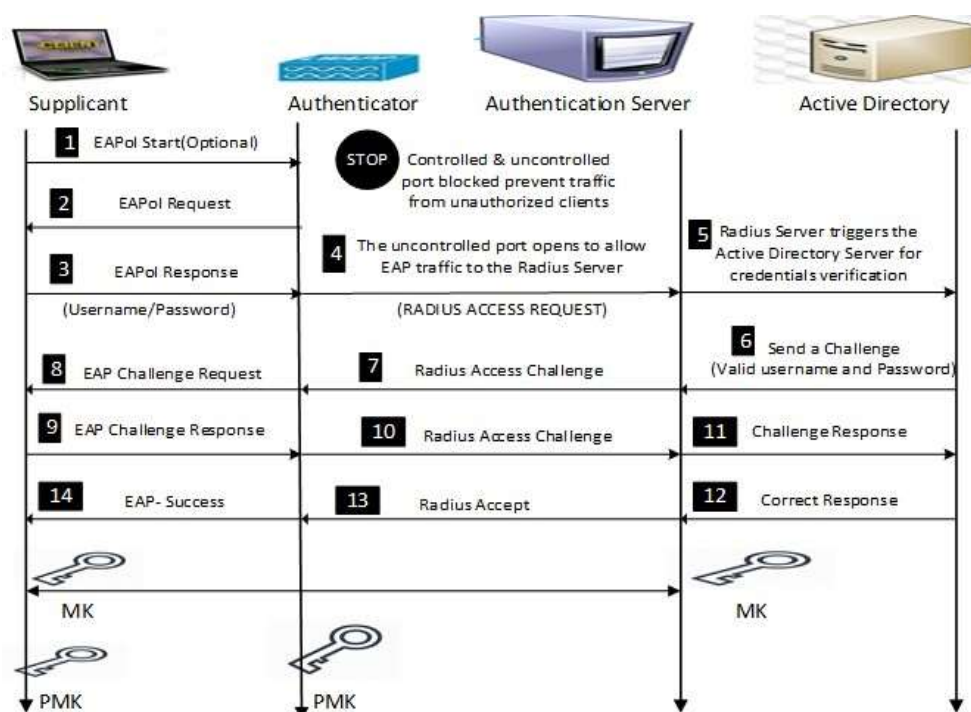 Supplicant
Authenticator
Authentication Server
Active Directory
1
EAPol Start(Optional)
STOP
Controlled & uncontrolled
port blocked prevent traffic
from unauthorized clients
2
EAPol Request
3
EAPol Response
(Username/Password)
4
The uncontrolled port opens to allow
EAP traffic to the Radius Server
(RADIUS ACCESS REQUEST)
5
Radius Server triggers the
Active Directory Server for
credentials verification
6
Send a Challenge
(Valid username and Password)
7
Radius Access Challenge
8
EAP Challenge Request
9
EAP Challenge Response
10
Radius Access Challenge
11
Challenge Response
14
EAP- Success
13
Radius Accept
12
Correct Response
MK
MK
PMK
PMK